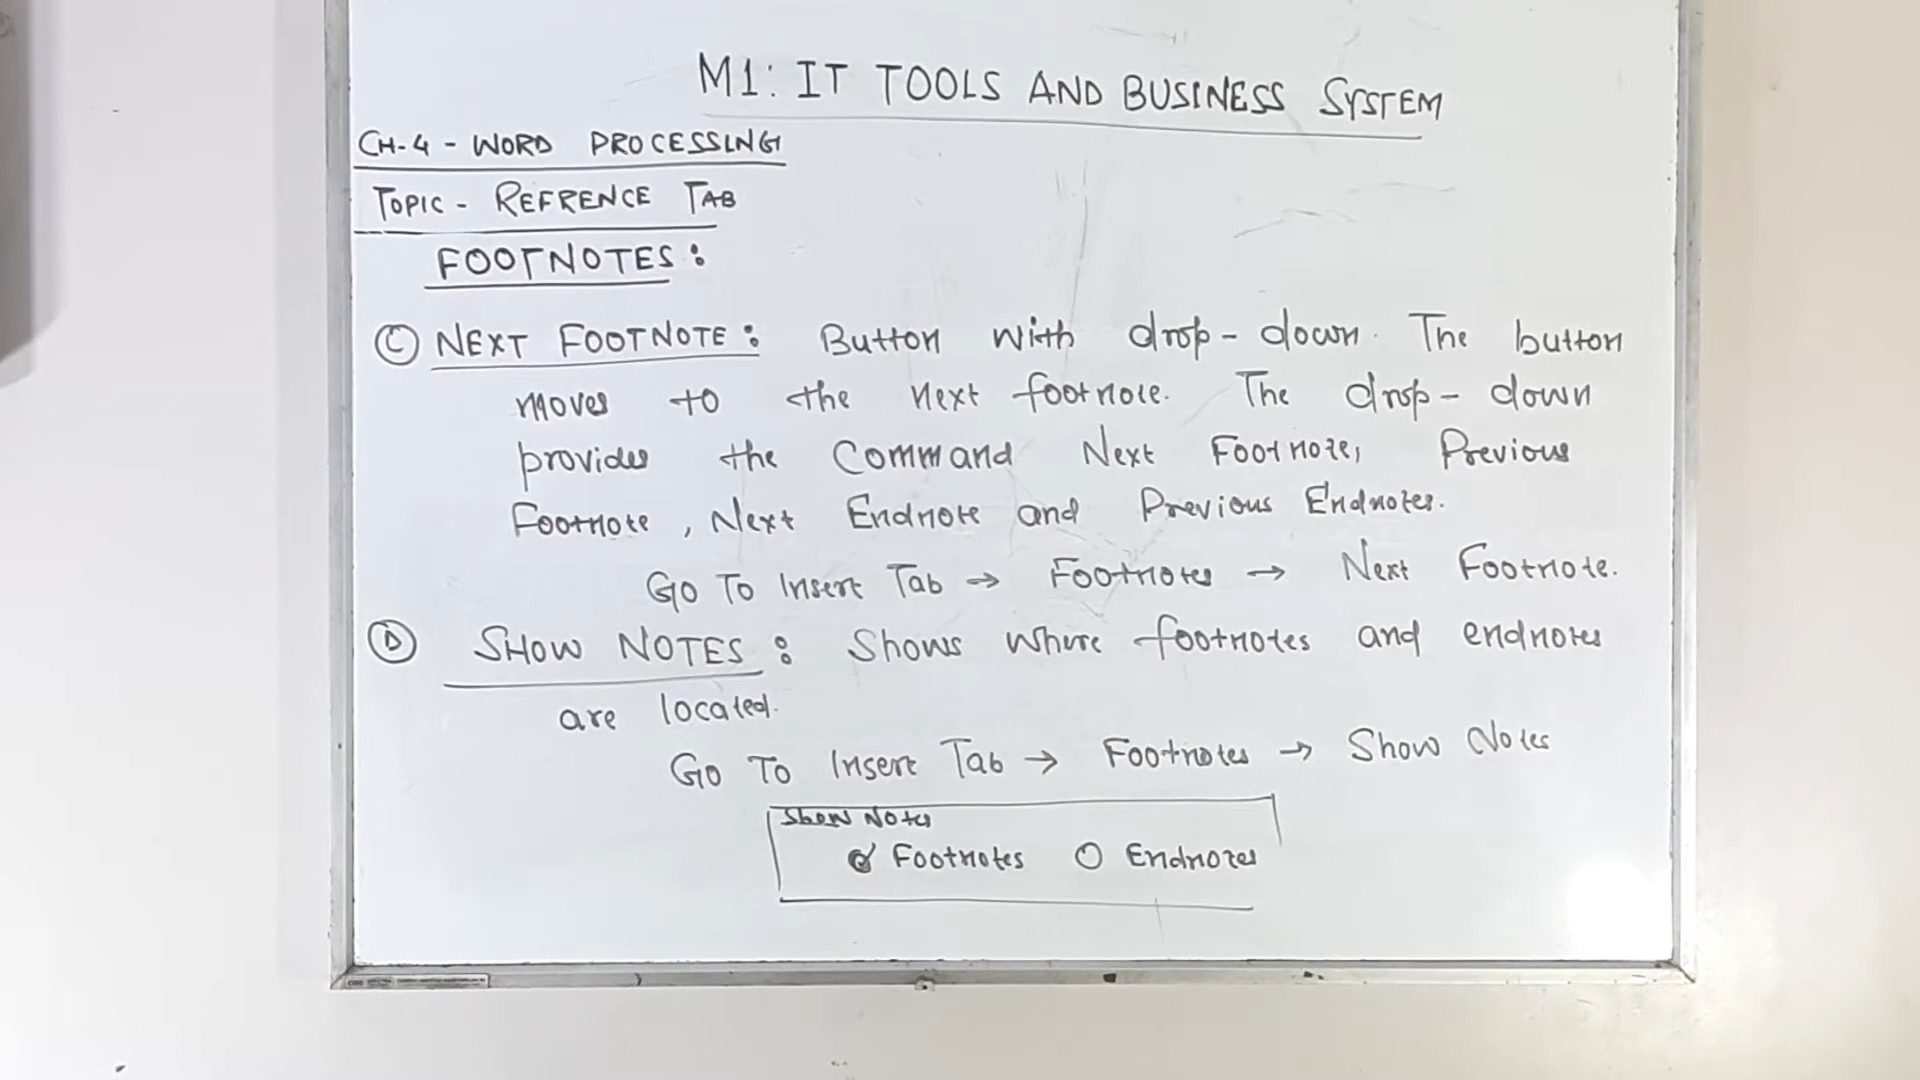 M1: IT TOOLS AND BUSINESS SYSTEM
CH-4 - WORD PROCESSING
TOPIC - REFRENCE TAB
FOOTNOTES:
(C) NEXT FOOTNOTE: Button with drop-down. The button
moves to the next footnote. The drop-down
provides the Command Next Footnote, Previous
Footnote, Next Endnote and Previous Endnotes.
Go To Insert Tab → Footnotes → Next Footnote.
(D) SHOW NOTES: Shows where footnotes and endnotes
are located.
Go To Insert Tab → Footnotes → Show Notes
Show Notes
Footnotes Endnotes